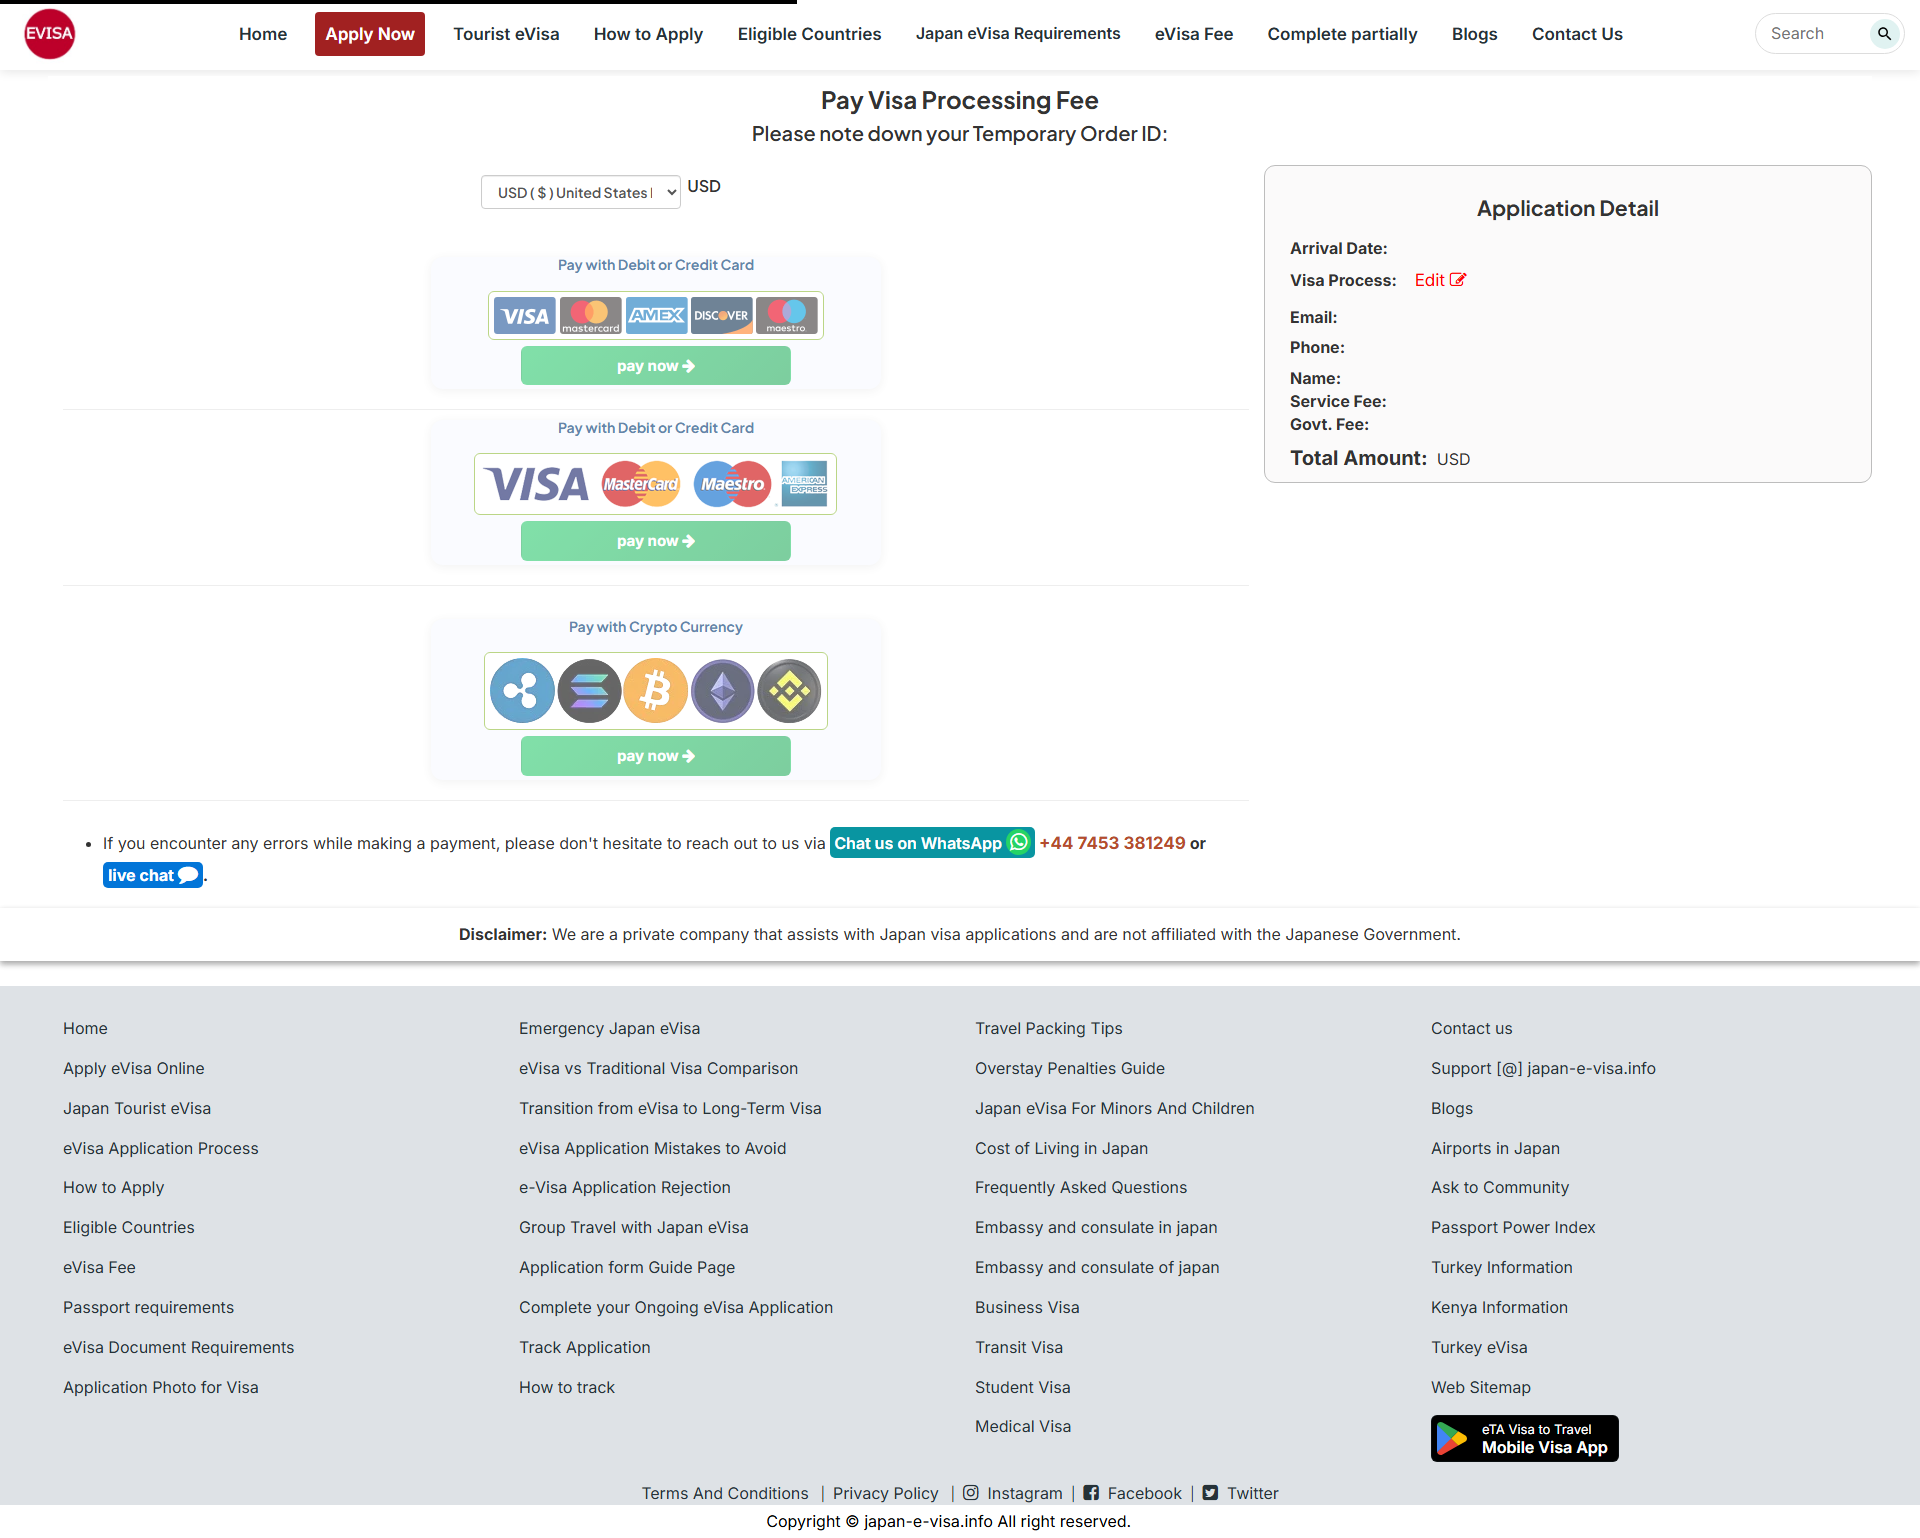 EVISA
Home
Apply Now
Tourist eVisa
How to Apply
Eligible Countries
Japan eVisa Requirements
eVisa Fee
Complete partially
Blogs
Contact Us
Search
Pay Visa Processing Fee
Please note down your Temporary Order ID:
USD ( $ ) United States
USD
Pay with Debit or Credit Card
VISA
mastercard
AMEX
DISCOVER
maestro
pay now
Pay with Debit or Credit Card
VISA
MasterCard
Maestro
AMERICAN EXPRESS
pay now
Pay with Crypto Currency
pay now
Application Detail
Arrival Date:
Visa Process: Edit
Email:
Phone:
Name:
Service Fee:
Govt. Fee:
Total Amount: USD
• If you encounter any errors while making a payment, please don't hesitate to reach out to us via Chat us on WhatsApp +44 7453 381249 or
live chat .
Disclaimer: We are a private company that assists with Japan visa applications and are not affiliated with the Japanese Government.
Home
Apply eVisa Online
Japan Tourist eVisa
eVisa Application Process
How to Apply
Eligible Countries
eVisa Fee
Passport requirements
eVisa Document Requirements
Application Photo for Visa
Emergency Japan eVisa
eVisa vs Traditional Visa Comparison
Transition from eVisa to Long-Term Visa
eVisa Application Mistakes to Avoid
e-Visa Application Rejection
Group Travel with Japan eVisa
Application form Guide Page
Complete your Ongoing eVisa Application
Track Application
How to track
Travel Packing Tips
Overstay Penalties Guide
Japan eVisa For Minors And Children
Cost of Living in Japan
Frequently Asked Questions
Embassy and consulate in japan
Embassy and consulate of japan
Business Visa
Transit Visa
Student Visa
Medical Visa
Contact us
Support [@] japan-e-visa.info
Blogs
Airports in Japan
Ask to Community
Passport Power Index
Turkey Information
Kenya Information
Turkey eVisa
Web Sitemap
eTA Visa to Travel
Mobile Visa App
Terms And Conditions | Privacy Policy | Instagram | Facebook | Twitter
Copyright © japan-e-visa.info All right reserved.